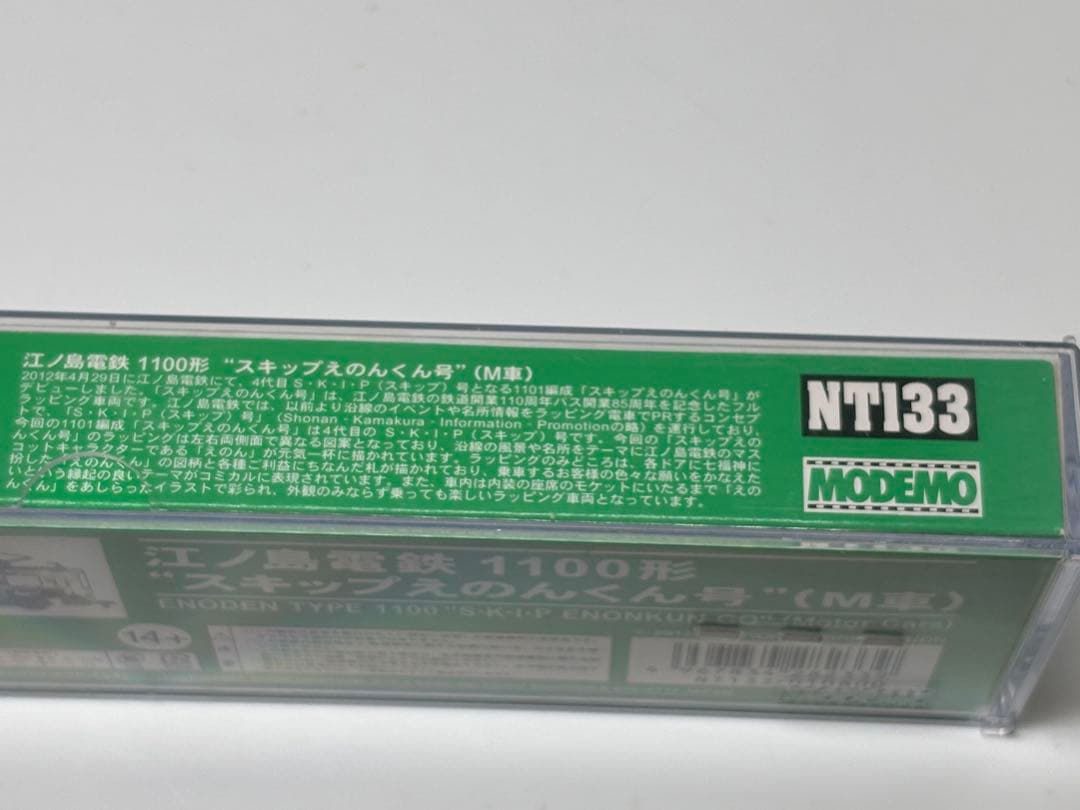 江ノ島電鉄 1100形 “スキップえのんくん号”(M車)
2012年4月29日に江ノ島電鉄にて、4代目S・K・I・P(スキップ)号となる1101編成「スキップえのんくん号」が
デビューしました。「スキップえのんくん号」は、江ノ島電鉄の鉄道開業110周年バス開業85周年を記念したフル
ラッピング車両です。江ノ島電鉄では、以前より沿線のイベントや名所情報をラッピング電車でPRするコンセプ
トで、「S・K・I・P(スキップ)号」(Shonan・Kamakura・Information・Promotionの略)を運行しており、
今回の1101編成「スキップえのんくん号」は4代目のS・K・I・P(スキップ)号です。今回の「スキップえの
んくん号」のラッピングは左右両側面で異なる図案となっており、沿線の風景や名所をテーマに江ノ島電鉄のマス
コットキャラクターである「えのん」が元気一杯に描かれています。ラッピングのみどころは、各ドアに七福神に
扮した「えのんくん」の図柄と各種ご利益にちなんだ札が描かれており、乗車するお客様の色々な願いをかなえた
いという縁起の良いテーマがコミカルに表現されています。また、車内は内装の座席のモケットにいたるまで「えの
んくん」をあしらったイラストで彩られ、外観のみならず乗っても楽しいラッピング車両となっています。
NT133
MODEMO
江ノ島電鉄 1100形
“スキップえのんくん号”(M車)
ENODEN TYPE 1100 “S・K・I・P ENONKUN-GO” (Motor Cars)
14+